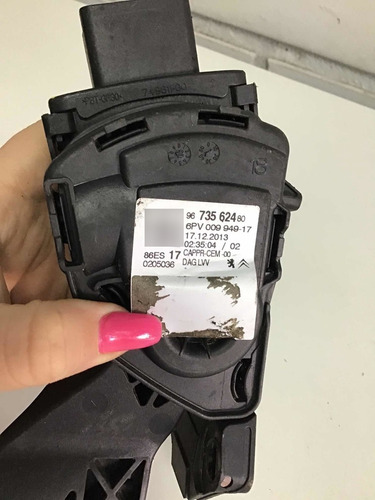 96 735 624 80
6PV 009 949-17
17.12.2013
02:35:04 / 02
86ES 17 CAPPR-CEM -00
0205036 DAG.LVV